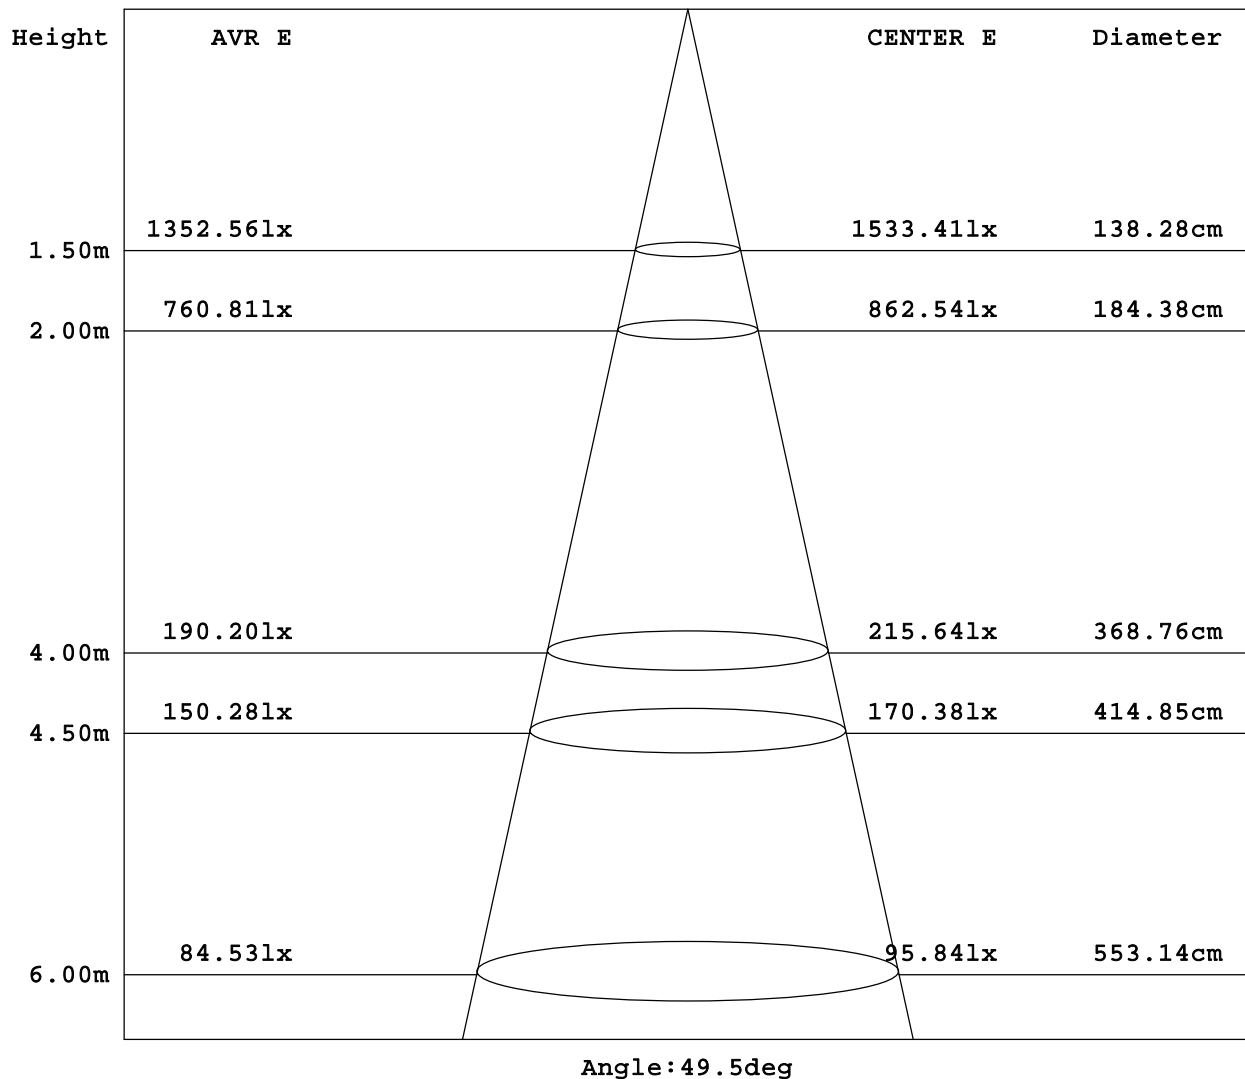 Height AVR E CENTER E Diameter
1352.56lx 1533.41lx 138.28cm
1.50m
760.81lx 862.54lx 184.38cm
2.00m
190.20lx 215.64lx 368.76cm
4.00m
150.28lx 170.38lx 414.85cm
4.50m
84.53lx 95.84lx 553.14cm
6.00m
Angle:49.5deg